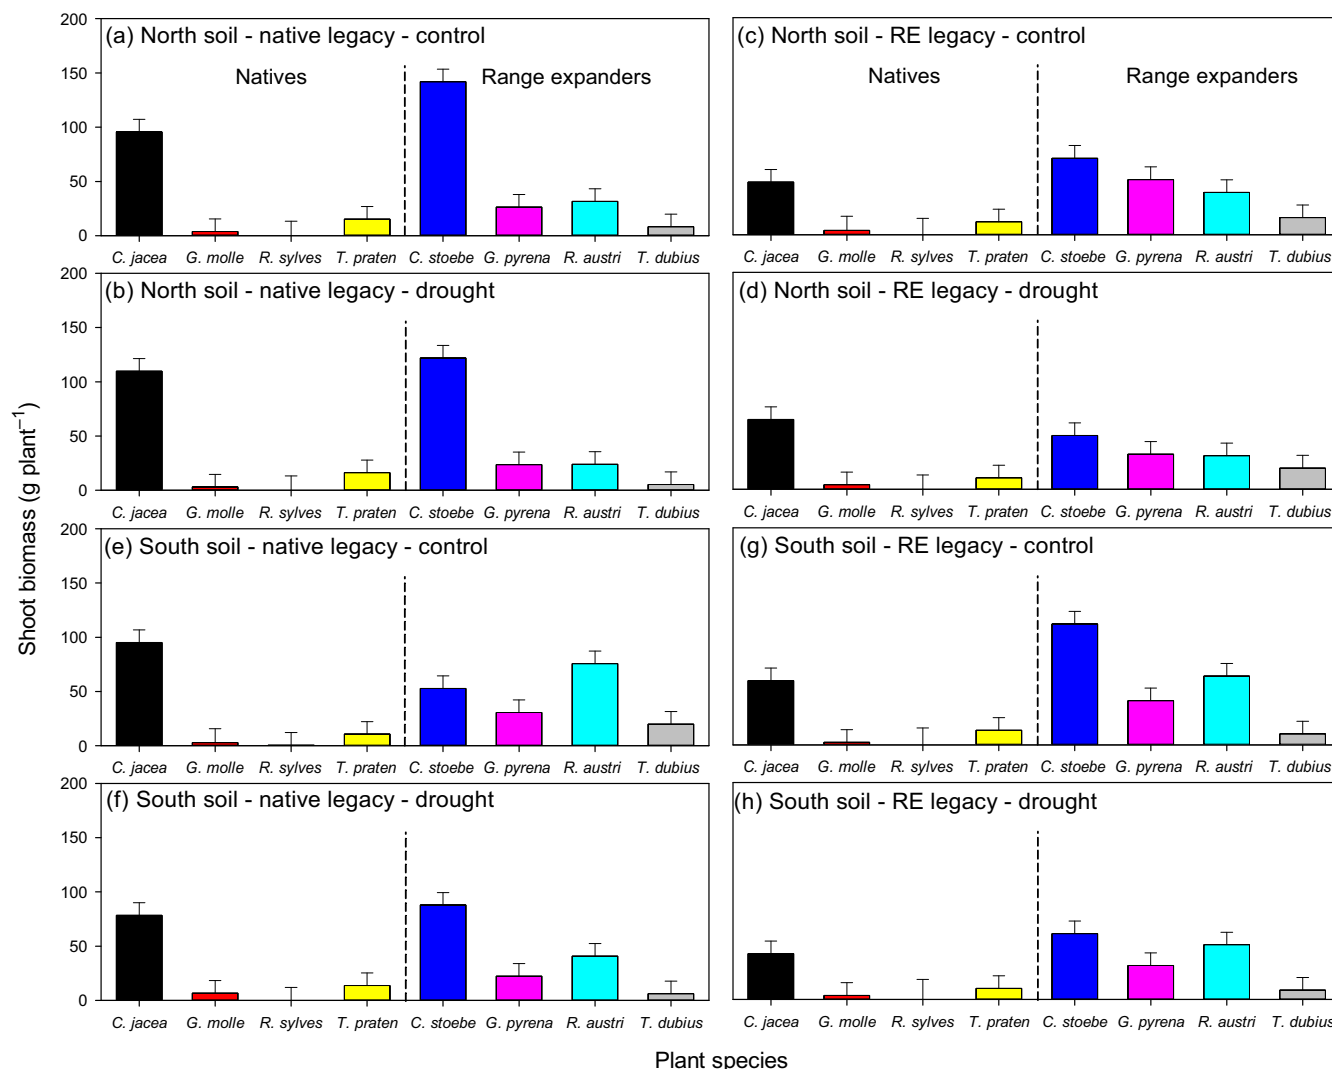 (a) North soil - native legacy - control
Natives
Range expanders
200
150
100
50
0
C. jacea G. molle R. sylves T. praten C. stoebe G. pyrena R. austri T. dubius
(c) North soil - RE legacy - control
Natives
Range expanders
C. jacea G. molle R. sylves T. praten C. stoebe G. pyrena R. austri T. dubius
(b) North soil - native legacy - drought
200
150
100
50
0
C. jacea G. molle R. sylves T. praten C. stoebe G. pyrena R. austri T. dubius
(d) North soil - RE legacy - drought
C. jacea G. molle R. sylves T. praten C. stoebe G. pyrena R. austri T. dubius
(e) South soil - native legacy - control
200
150
100
50
0
C. jacea G. molle R. sylves T. praten C. stoebe G. pyrena R. austri T. dubius
(g) South soil - RE legacy - control
C. jacea G. molle R. sylves T. praten C. stoebe G. pyrena R. austri T. dubius
(f) South soil - native legacy - drought
200
150
100
50
0
C. jacea G. molle R. sylves T. praten C. stoebe G. pyrena R. austri T. dubius
(h) South soil - RE legacy - drought
C. jacea G. molle R. sylves T. praten C. stoebe G. pyrena R. austri T. dubius
Shoot biomass (g plant⁻¹)
Plant species